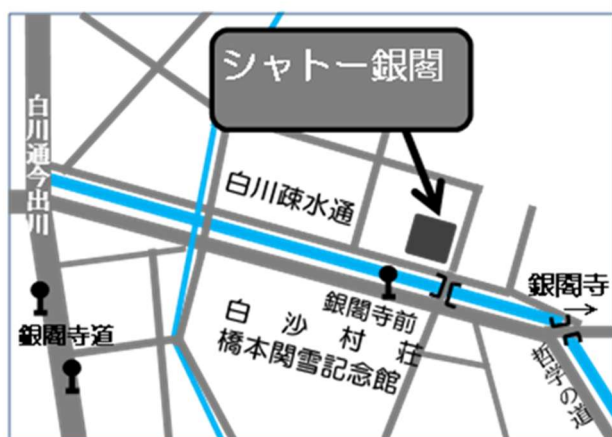 シャトー銀閣
白川通今出川
白川疏水通
銀閣寺
銀閣寺前
銀閣寺道
白沙村荘
橋本関雪記念館
哲学の道